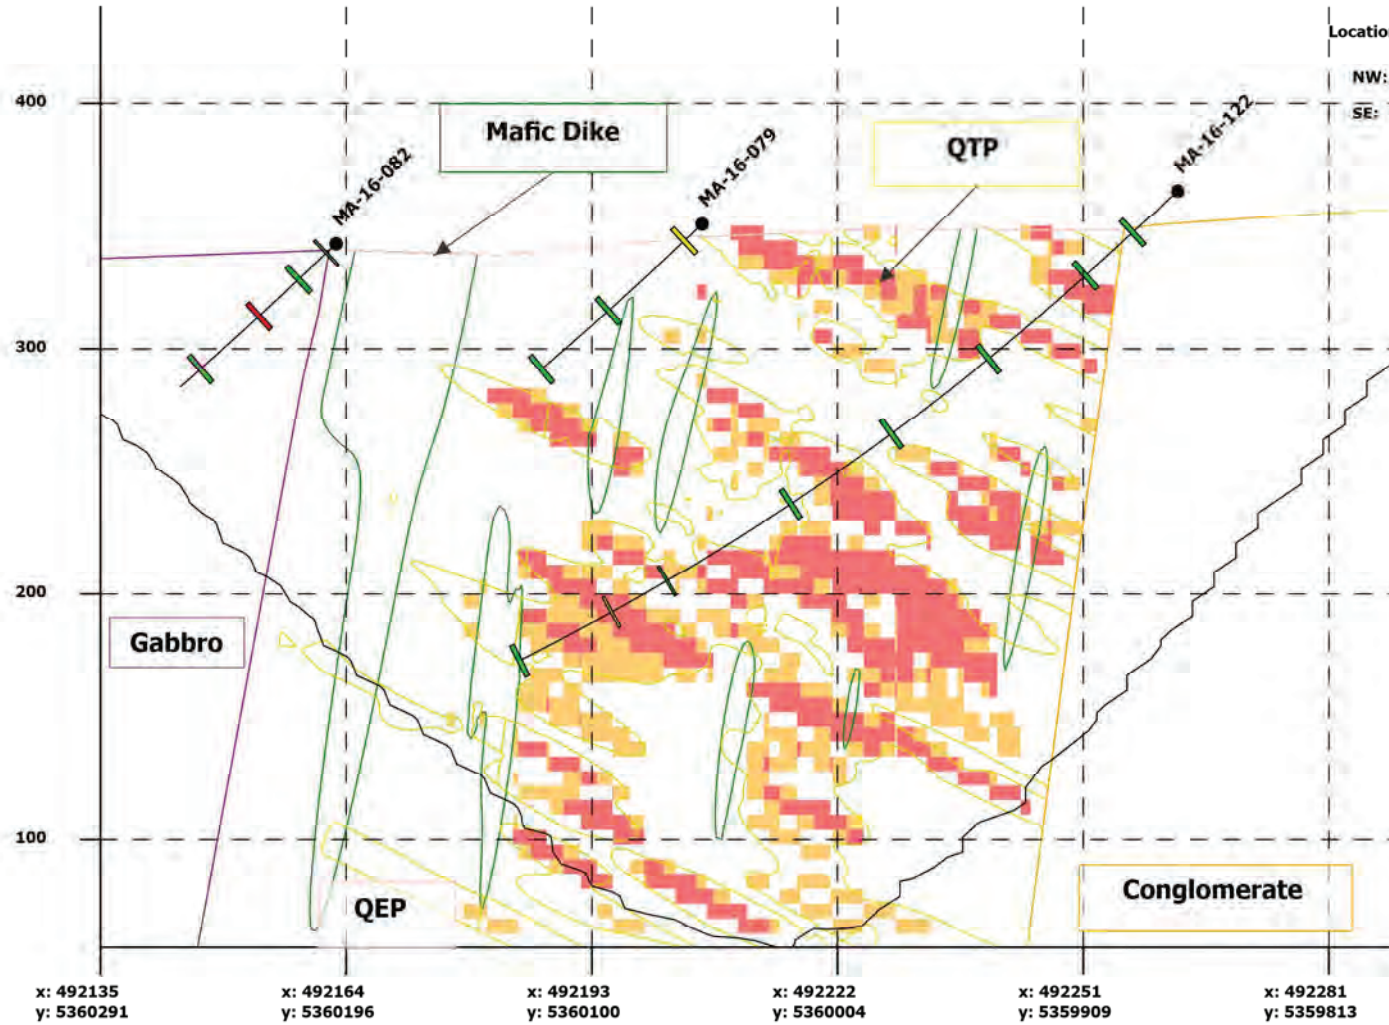 Location
NW:
SE:
400
300
200
100
Mafic Dike
QTP
MA-16-082
MA-16-079
MA-16-122
Gabbro
QEP
Conglomerate
x: 492135
y: 5360291
x: 492164
y: 5360196
x: 492193
y: 5360100
x: 492222
y: 5360004
x: 492251
y: 5359909
x: 492281
y: 5359813